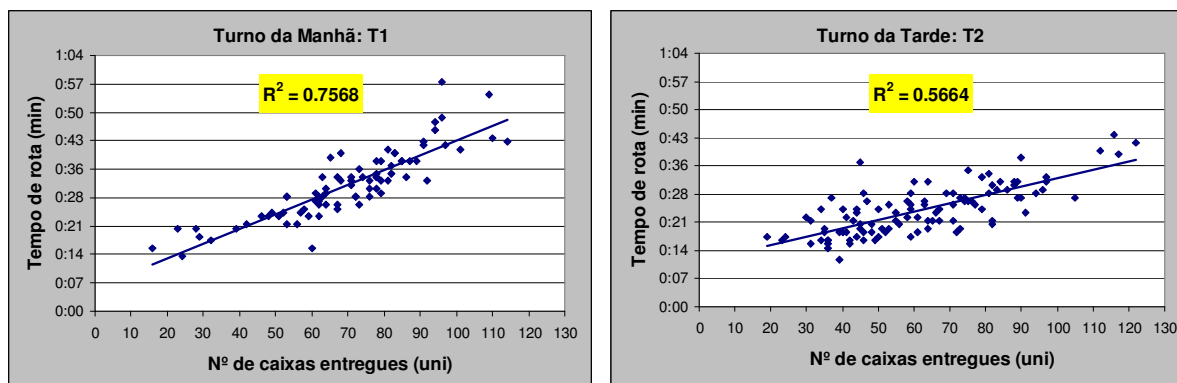 Turno da Manhã: T1
R² = 0.7568
Tempo de rota (min)
1:04
0:57
0:50
0:43
0:36
0:28
0:21
0:14
0:07
0:00
0 10 20 30 40 50 60 70 80 90 100 110 120 130
Nº de caixas entregues (uni)
Turno da Tarde: T2
R² = 0.5664
Tempo de rota (min)
1:04
0:57
0:50
0:43
0:36
0:28
0:21
0:14
0:07
0:00
0 10 20 30 40 50 60 70 80 90 100 110 120 130
Nº de caixas entregues (uni)